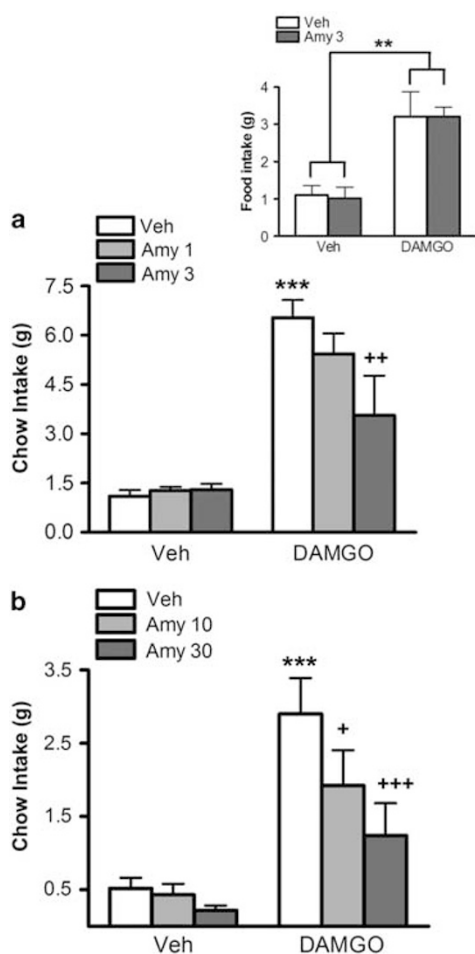 Veh
Amy 3
**
Food intake (g)
4
3
2
1
0
Veh DAMGO
a
Veh
Amy 1
Amy 3
Chow Intake (g)
7.5
6.0
4.5
3.0
1.5
0.0
***
++
Veh DAMGO
b
Veh
Amy 10
Amy 30
Chow Intake (g)
3.5
2.5
1.5
0.5
***
+
+++
Veh DAMGO